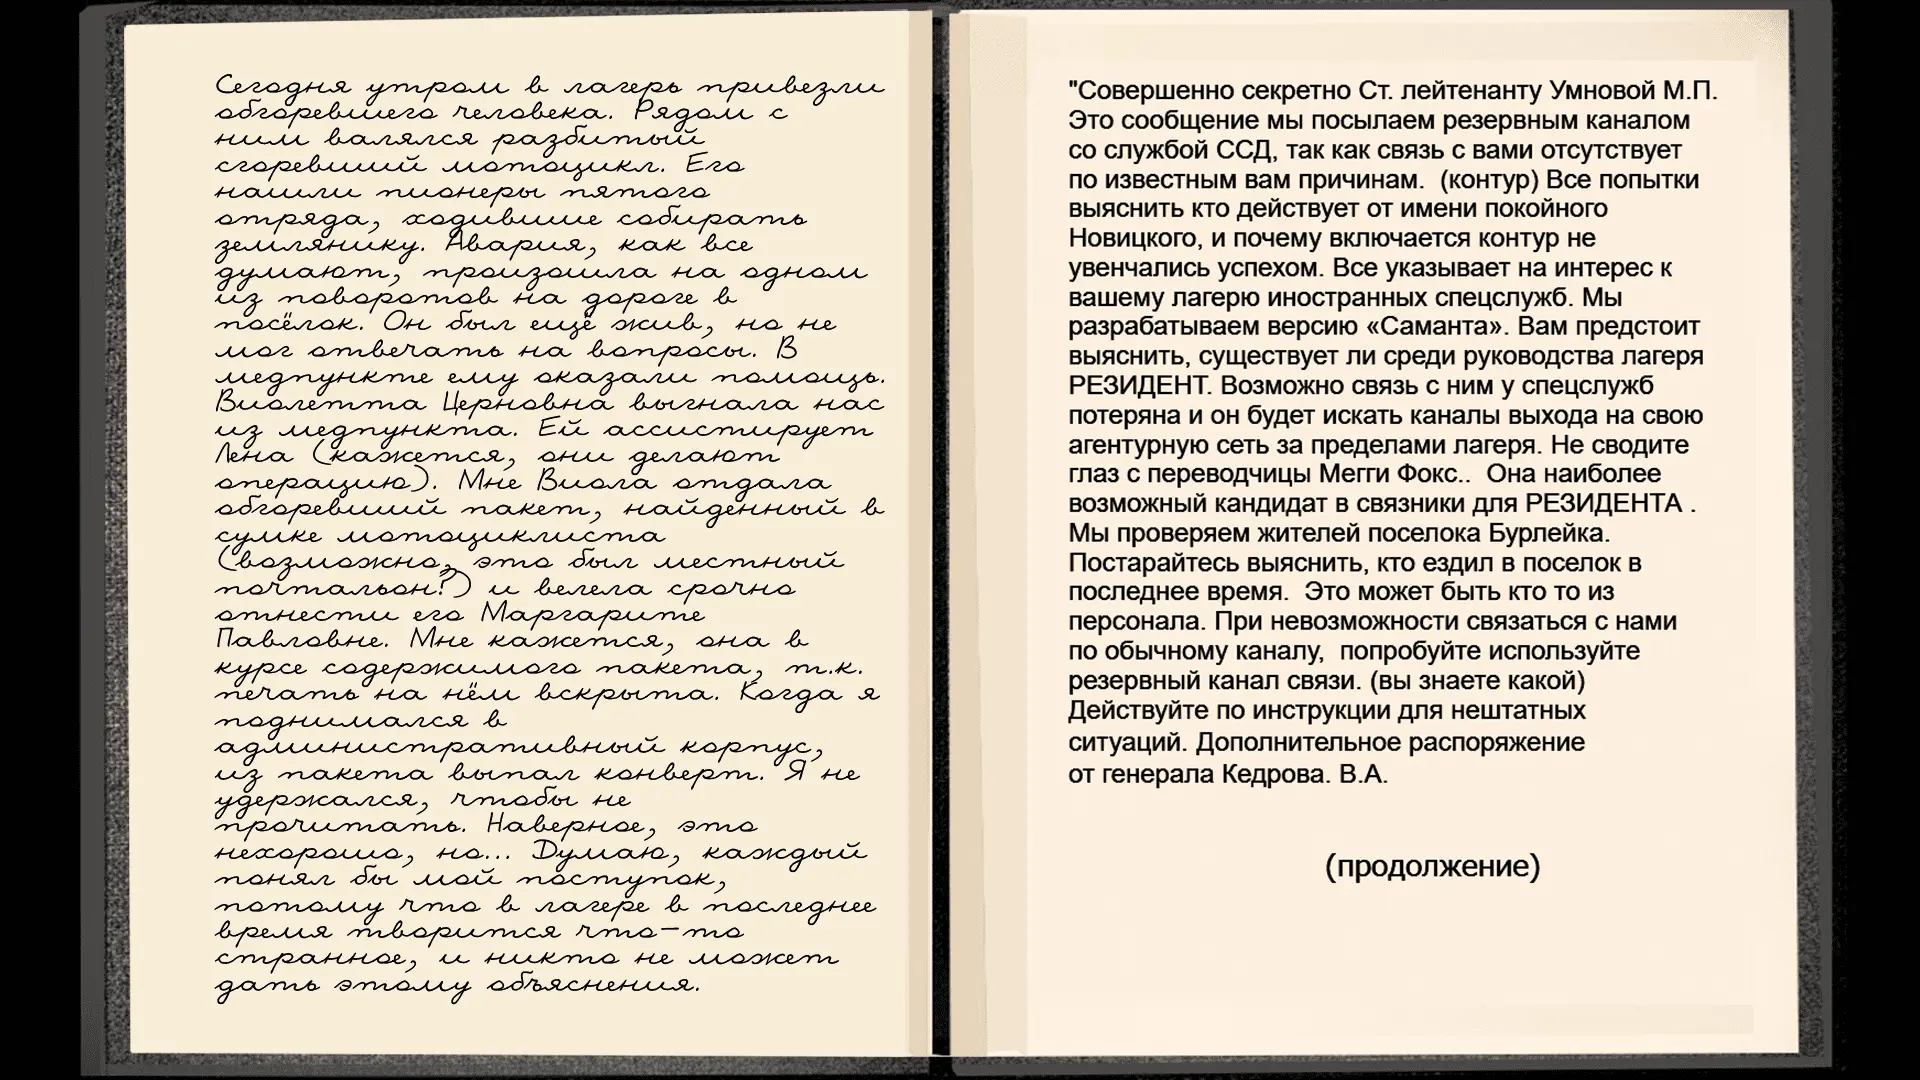 Сегодня утром в лагерь привезли
обгоревшего человека. Рядом с
ним валялся разбитый
сгоревший мотоцикл. Его
нашли пионеры пятого
отряда, ходившие собирать
землянику. Авария, как все
думают, произошла на одном
из поворотов на дороге в
посёлок. Он был ещё жив, но не
мог отвечать на вопросы. В
медпункте ему оказали помощь.
Виолетта Церновна выгнала нас
из медпункта. Ей ассистирует
Лена (кажется, они делают
операцию). Мне Виола отдала
обгоревший пакет, найденный в
сумке мотоциклиста
(возможно, это был местный
почтальон?) и велела срочно
отнести его Маргарите
Павловне. Мне кажется, она в
курсе содержимого пакета, т.к.
печать на нём вскрыта. Когда я
поднимался в
административный корпус,
из пакета выпал конверт. Я не
удержался, чтобы не
прочитать. Наверное, это
нехорошо, но... Думаю, каждый
понял бы мой поступок,
потому что в лагере в последнее
время творится что-то
странное, и никто не может
дать этому объяснения.
"Совершенно секретно Ст. лейтенанту Умновой М.П.
Это сообщение мы посылаем резервным каналом
со службой ССД, так как связь с вами отсутствует
по известным вам причинам.  (контур) Все попытки
выяснить кто действует от имени покойного
Новицкого, и почему включается контур не
увенчались успехом. Все указывает на интерес к
вашему лагерю иностранных спецслужб. Мы
разрабатываем версию «Саманта». Вам предстоит
выяснить, существует ли среди руководства лагеря
РЕЗИДЕНТ. Возможно связь с ним у спецслужб
потеряна и он будет искать каналы выхода на свою
агентурную сеть за пределами лагеря. Не сводите
глаз с переводчицы Мегги Фокс..  Она наиболее
возможный кандидат в связники для РЕЗИДЕНТА .
Мы проверяем жителей поселока Бурлейка.
Постарайтесь выяснить, кто ездил в поселок в
последнее время.  Это может быть кто то из
персонала. При невозможности связаться с нами
по обычному каналу,  попробуйте используйте
резервный канал связи. (вы знаете какой)
Действуйте по инструкции для нештатных
ситуаций. Дополнительное распоряжение
от генерала Кедрова. В.А.
(продолжение)